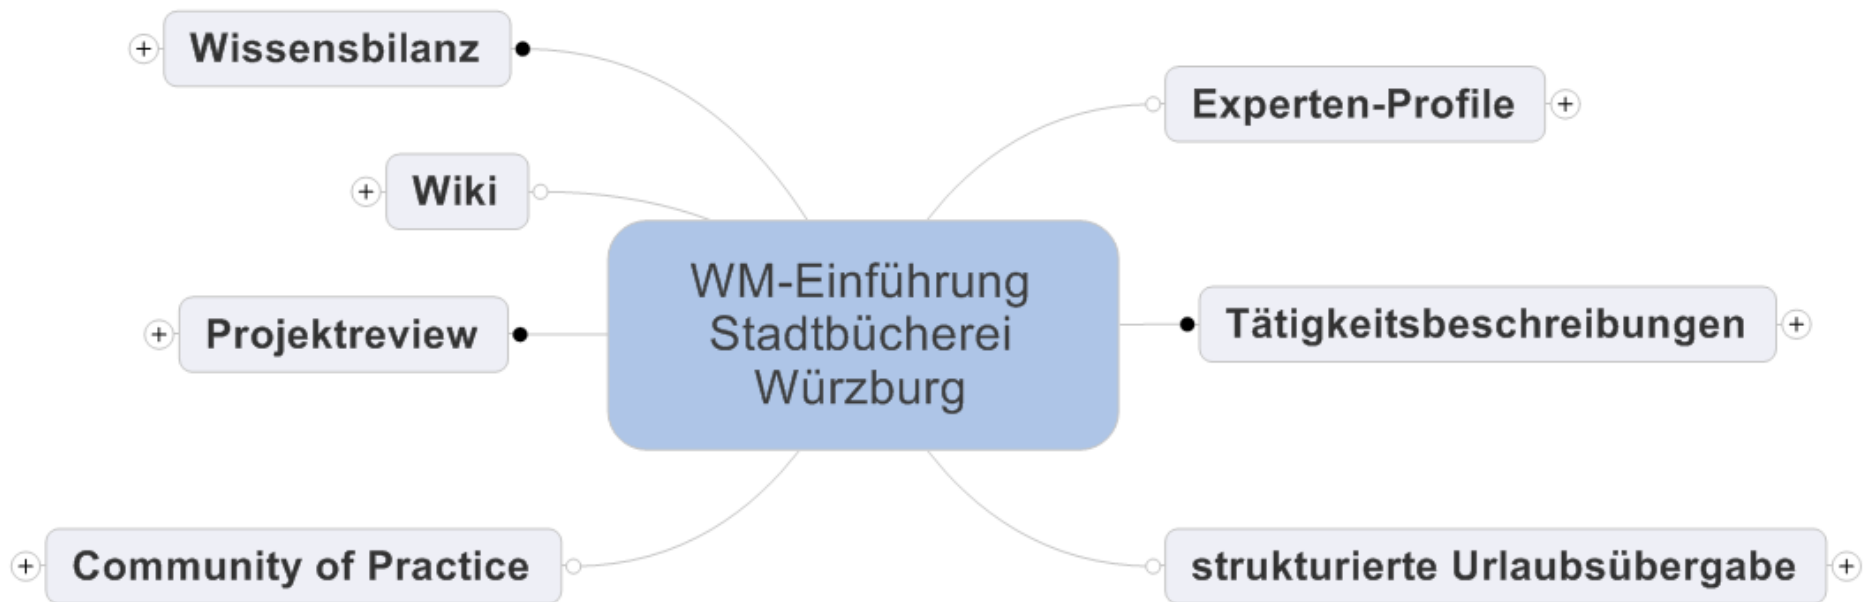 Wissensbilanz
Experten-Profile
Wiki
WM-Einführung
Stadtbücherei
Würzburg
Projektreview
Tätigkeitsbeschreibungen
Community of Practice
strukturierte Urlaubsübergabe